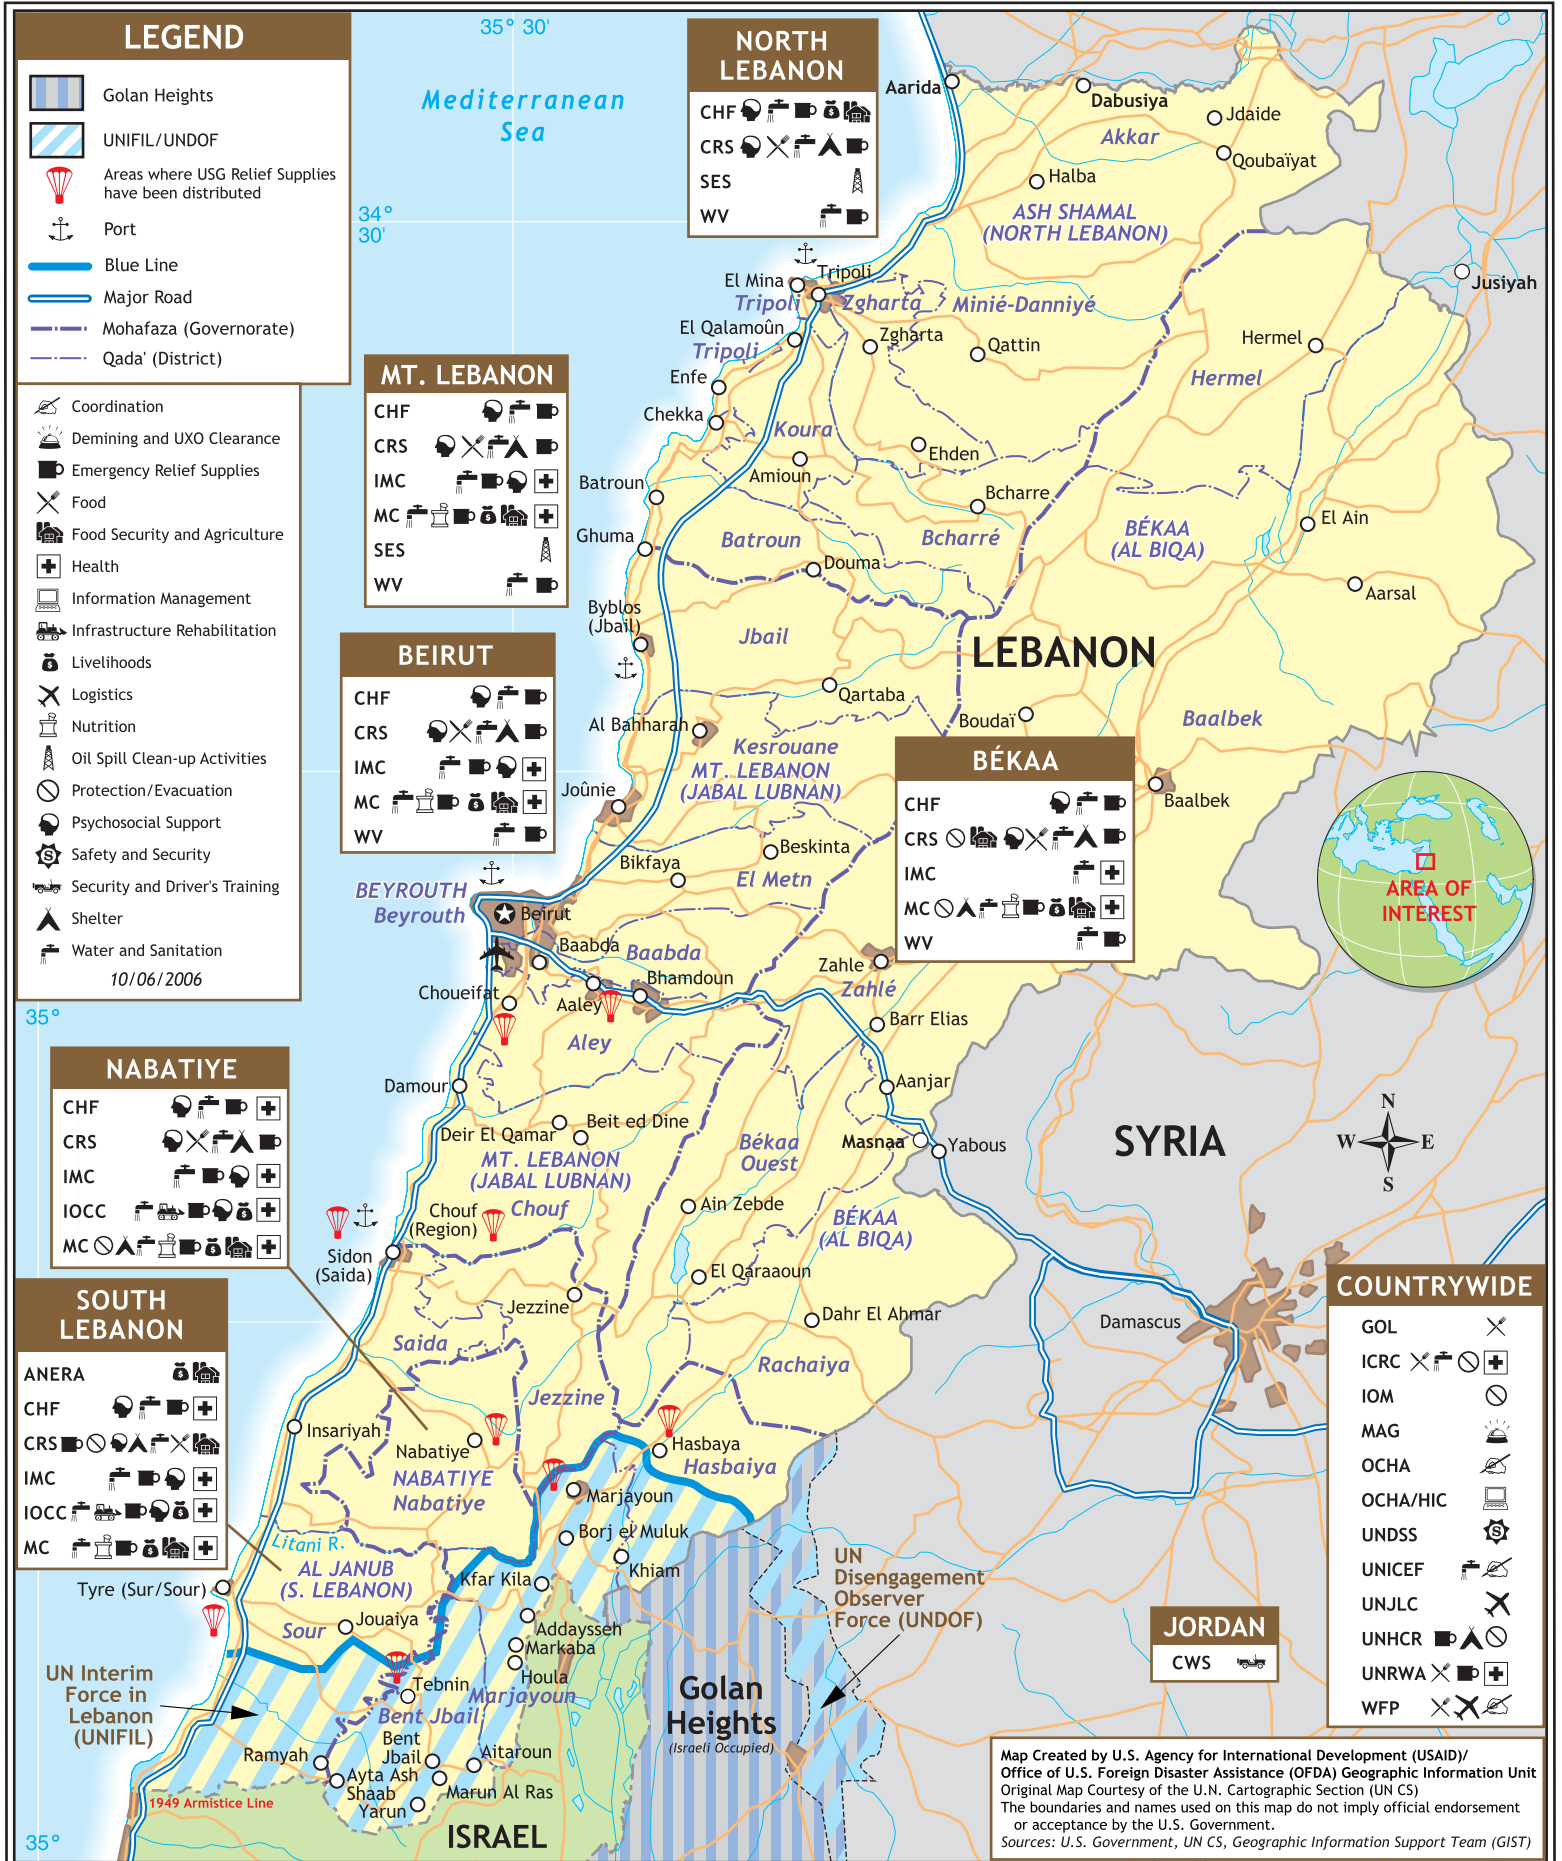 LEGEND
Golan Heights
UNIFIL/UNDOF
Areas where USG Relief Supplies
have been distributed
Port
Blue Line
Major Road
Mohafaza (Governorate)
Qada' (District)
Coordination
Demining and UXO Clearance
Emergency Relief Supplies
Food
Food Security and Agriculture
Health
Information Management
Infrastructure Rehabilitation
Livelihoods
Logistics
Nutrition
Oil Spill Clean-up Activities
Protection/Evacuation
Psychosocial Support
Safety and Security
Security and Driver's Training
Shelter
Water and Sanitation
10/06/2006
35° 30'
Mediterranean
Sea
34°
30'
35°
35°
NORTH
LEBANON
CHF
CRS
SES
WV
MT. LEBANON
CHF
CRS
IMC
MC
SES
WV
BEIRUT
CHF
CRS
IMC
MC
WV
BÉKAA
CHF
CRS
IMC
MC
WV
NABATIYE
CHF
CRS
IMC
IOCC
MC
SOUTH
LEBANON
ANERA
CHF
CRS
IMC
IOCC
MC
COUNTRYWIDE
GOL
ICRC
IOM
MAG
OCHA
OCHA/HIC
UNDSS
UNICEF
UNJLC
UNHCR
UNRWA
WFP
JORDAN
CWS
AREA OF
INTEREST
N
W
E
S
Aarida
Dabusiya
Jdaide
Akkar
Qoubaïyat
Halba
ASH SHAMAL
(NORTH LEBANON)
Jusiyah
El Mina
Tripoli
Tripoli
Zgharta
Minié-Danniyé
El Qalamoûn
Tripoli
Zgharta
Qattin
Hermel
Hermel
Enfe
Chekka
Koura
Ehden
Amioun
Batroun
Bcharre
El Ain
Ghuma
Batroun
Bcharré
BÉKAA
(AL BIQA)
Douma
Aarsal
Byblos
(Jbail)
Jbail
LEBANON
Qartaba
Boudaï
Baalbek
Al Bahharah
Kesrouane
MT. LEBANON
(JABAL LUBNAN)
Joûnie
Baalbek
Beskinta
Bikfaya
El Metn
BEYROUTH
Beyrouth
Beirut
Baabda
Baabda
Zahle
Zahlé
Bhamdoun
Choueifat
Aaley
Barr Elias
Aley
Damour
Aanjar
Deir El Qamar
Beit ed Dine
Masnaa
Yabous
SYRIA
Békaa
Ouest
MT. LEBANON
(JABAL LUBNAN)
Chouf
Chouf
(Region)
Ain Zebde
BÉKAA
(AL BIQA)
Sidon
(Saida)
El Qaraaoun
Jezzine
Dahr El Ahmar
Damascus
Saida
Rachaiya
Jezzine
Insariyah
Nabatiye
Hasbaya
Hasbaiya
NABATIYE
Nabatiye
Marjayoun
Litani R.
Borj el Muluk
AL JANUB
(S. LEBANON)
Khiam
Kfar Kila
Tyre (Sur/Sour)
Jouaiya
Sour
Addaysseh
Markaba
Houla
Tebnin
Marjayoun
Bent Jbail
UN Interim
Force in
Lebanon
(UNIFIL)
UN
Disengagement
Observer
Force (UNDOF)
Golan
Heights
(Israeli Occupied)
Bent
Jbail
Ramyah
Aitaroun
Ayta Ash
Shaab
Marun Al Ras
Yarun
1949 Armistice Line
ISRAEL
Map Created by U.S. Agency for International Development (USAID)/
Office of U.S. Foreign Disaster Assistance (OFDA) Geographic Information Unit
Original Map Courtesy of the U.N. Cartographic Section (UN CS)
The boundaries and names used on this map do not imply official endorsement
or acceptance by the U.S. Government.
Sources: U.S. Government, UN CS, Geographic Information Support Team (GIST)